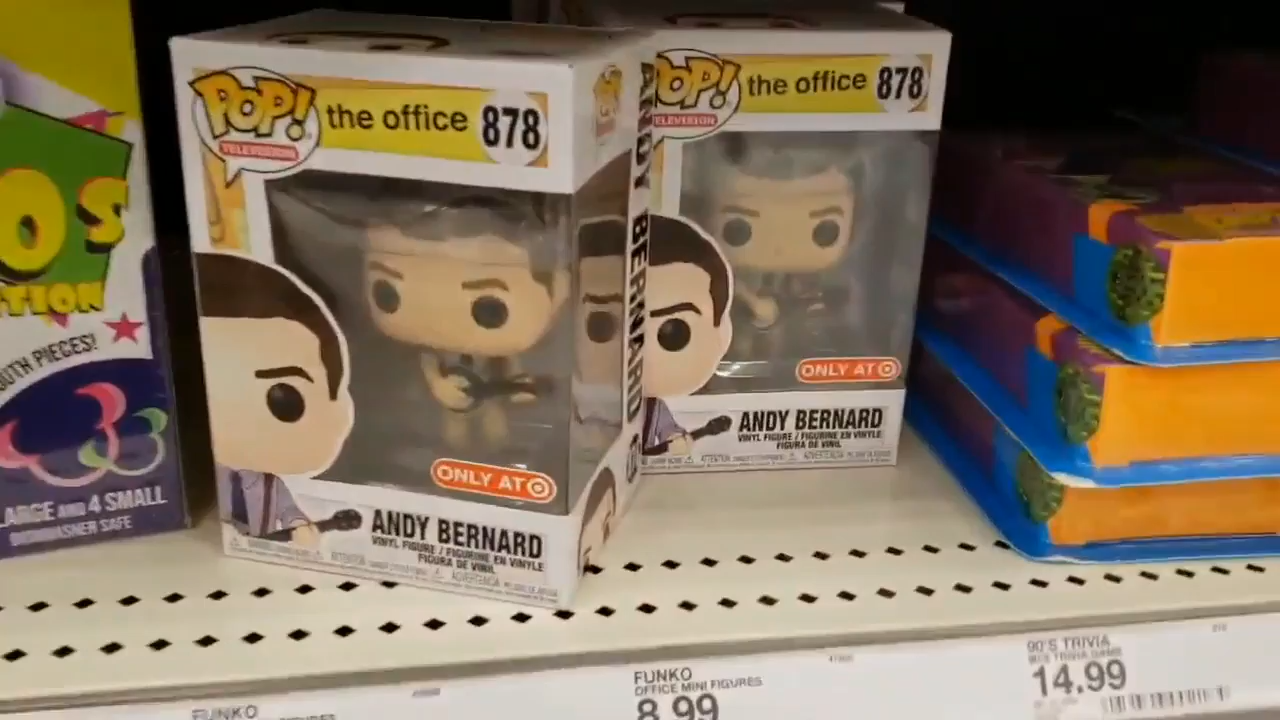 OS
TION
OUTH PIECES!
LARGE AND 4 SMALL
DISHWASHER SAFE
POP!
TELEVISION
the office
878
ONLY AT
ANDY BERNARD
VINYL FIGURE / FIGURINE EN VINYLE
FIGURA DE VINIL
ANDY BERNARD
POP!
TELEVISION
the office
878
ONLY AT
ANDY BERNARD
VINYL FIGURE / FIGURINE EN VINYLE
FIGURA DE VINIL
FUNKO
FUNKO
OFFICE MINI FIGURES
8.99
90'S TRIVIA
14.99